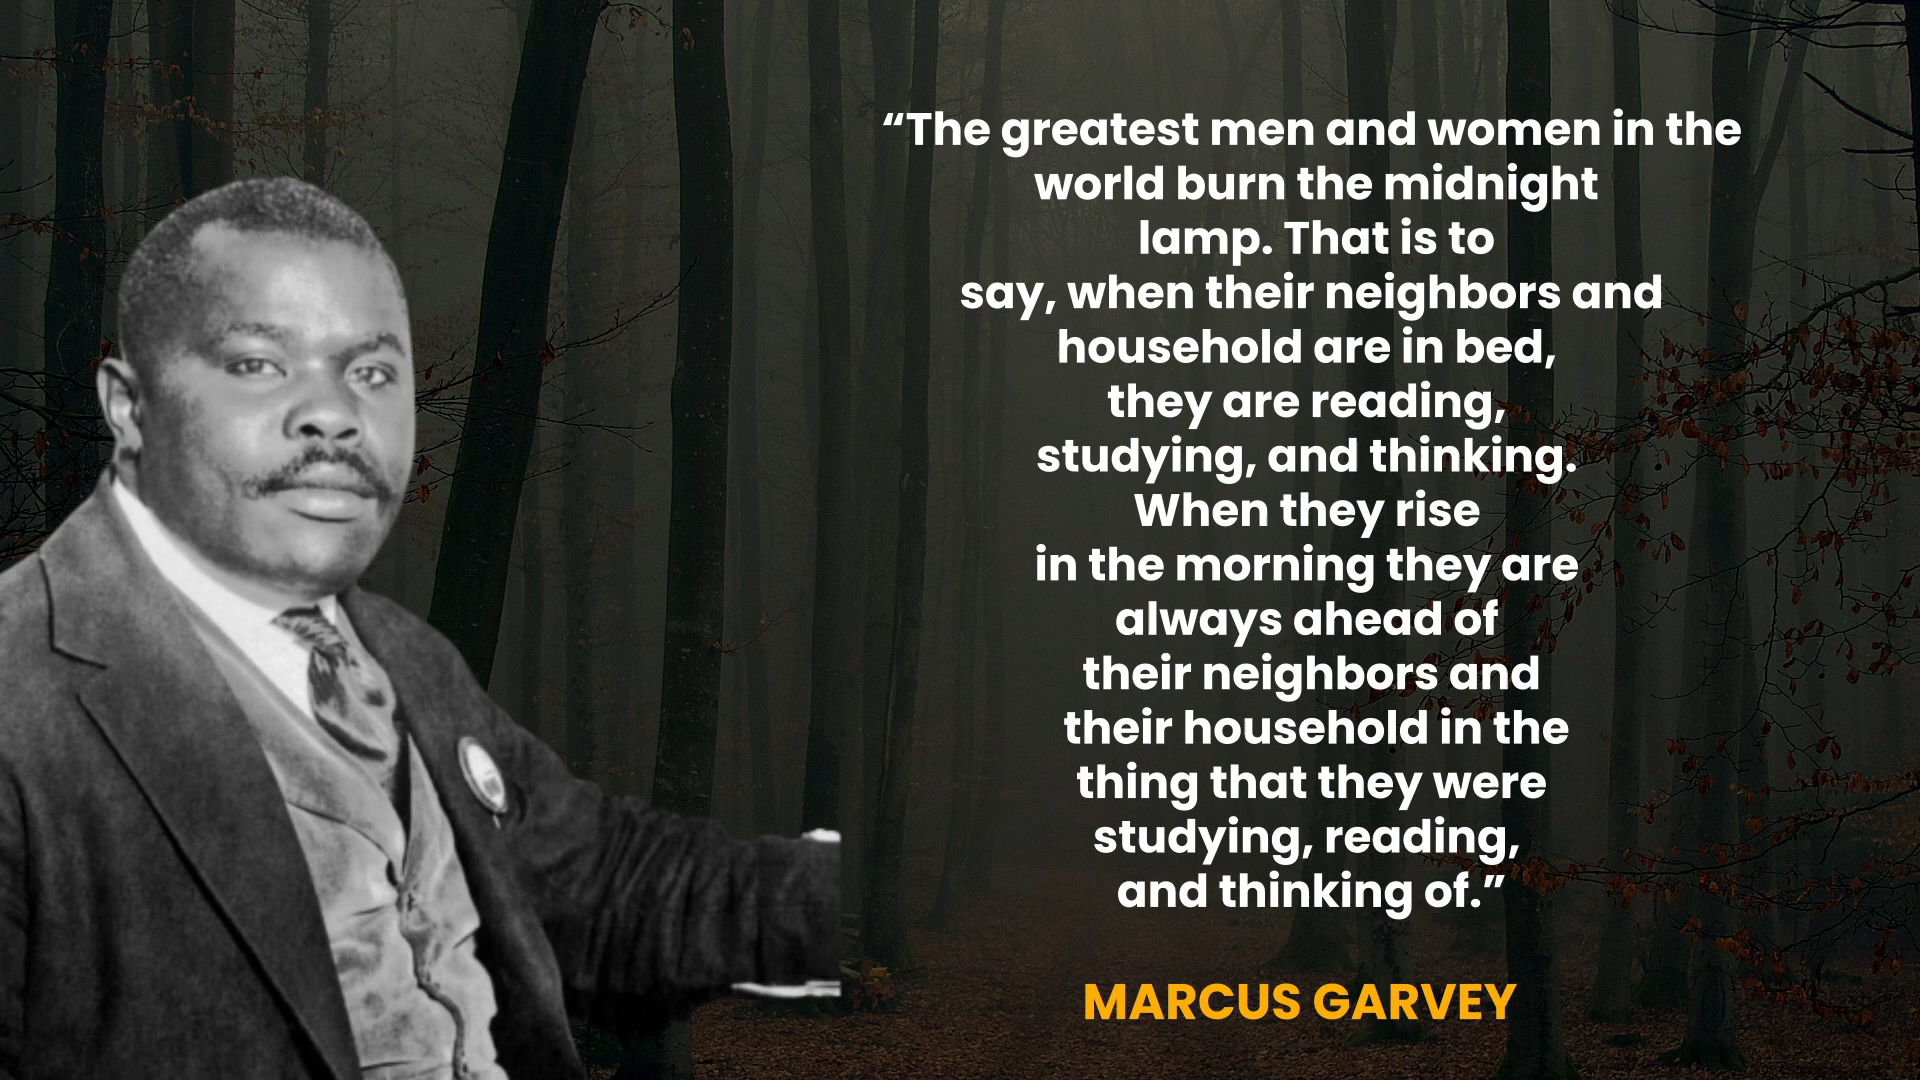 “The greatest men and women in the
world burn the midnight
lamp. That is to
say, when their neighbors and
household are in bed,
they are reading,
studying, and thinking.
When they rise
in the morning they are
always ahead of
their neighbors and
their household in the
thing that they were
studying, reading,
and thinking of.”
MARCUS GARVEY